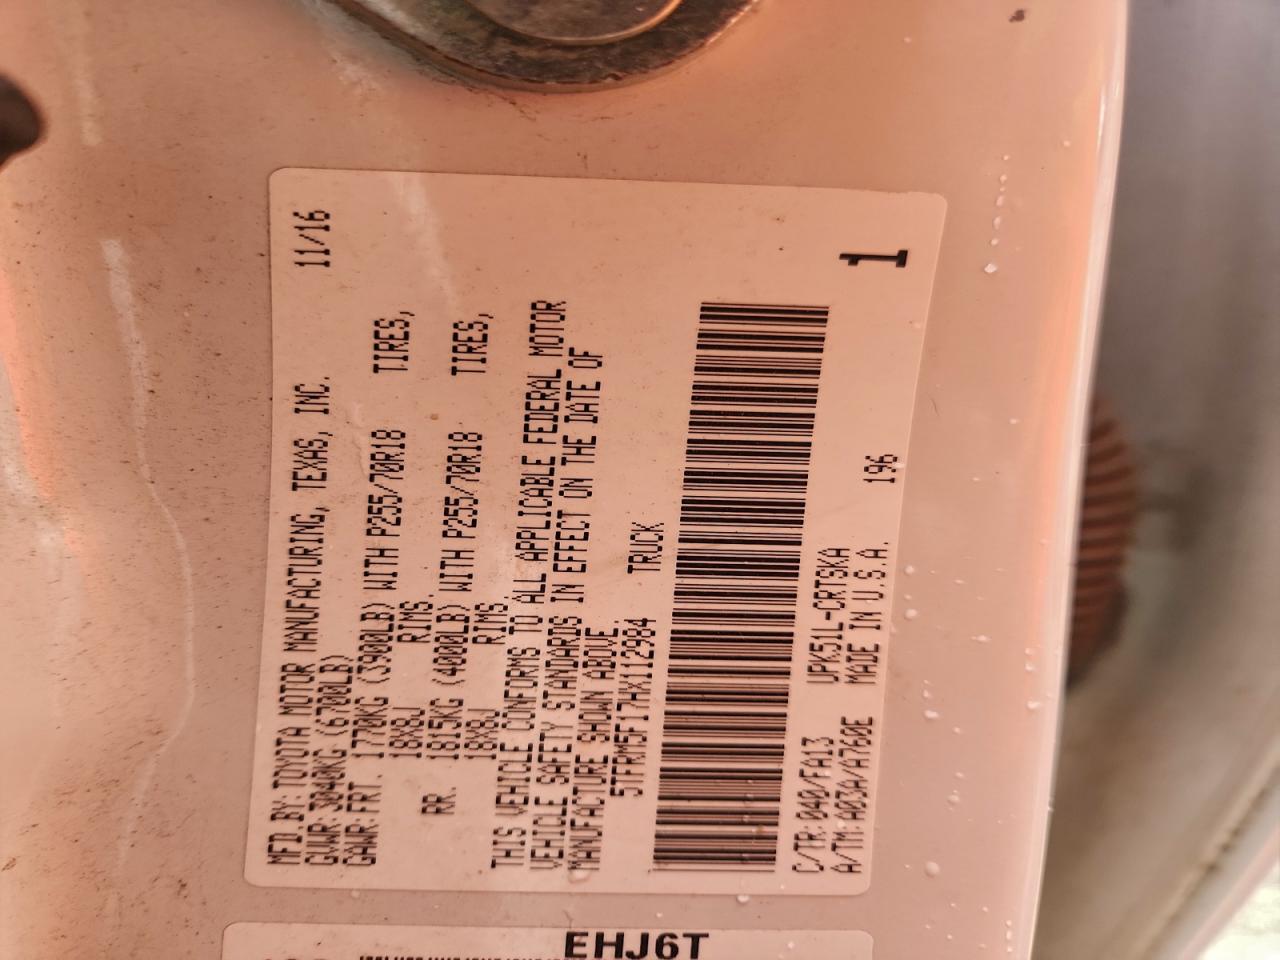 MFD.BY: TOYOTA MOTOR MANUFACTURING, TEXAS, INC. 11/16
GVWR: 3040KG (6700LB)
GAWR: FRT. 1770KG (3900LB) WITH P255/70R18 TIRES,
18X8J RIMS.
RR. 1815KG (4000LB) WITH P255/70R18 TIRES,
18X8J RIMS.
THIS VEHICLE CONFORMS TO ALL APPLICABLE FEDERAL MOTOR
VEHICLE SAFETY STANDARDS IN EFFECT ON THE DATE OF
MANUFACTURE SHOWN ABOVE.
5TFRM5F17HX112984 TRUCK
C/TR: 040/FA13 UPK51L-CRTSKA
A/TM: A03A/A760E MADE IN U.S.A. 196
1
EHJ6T